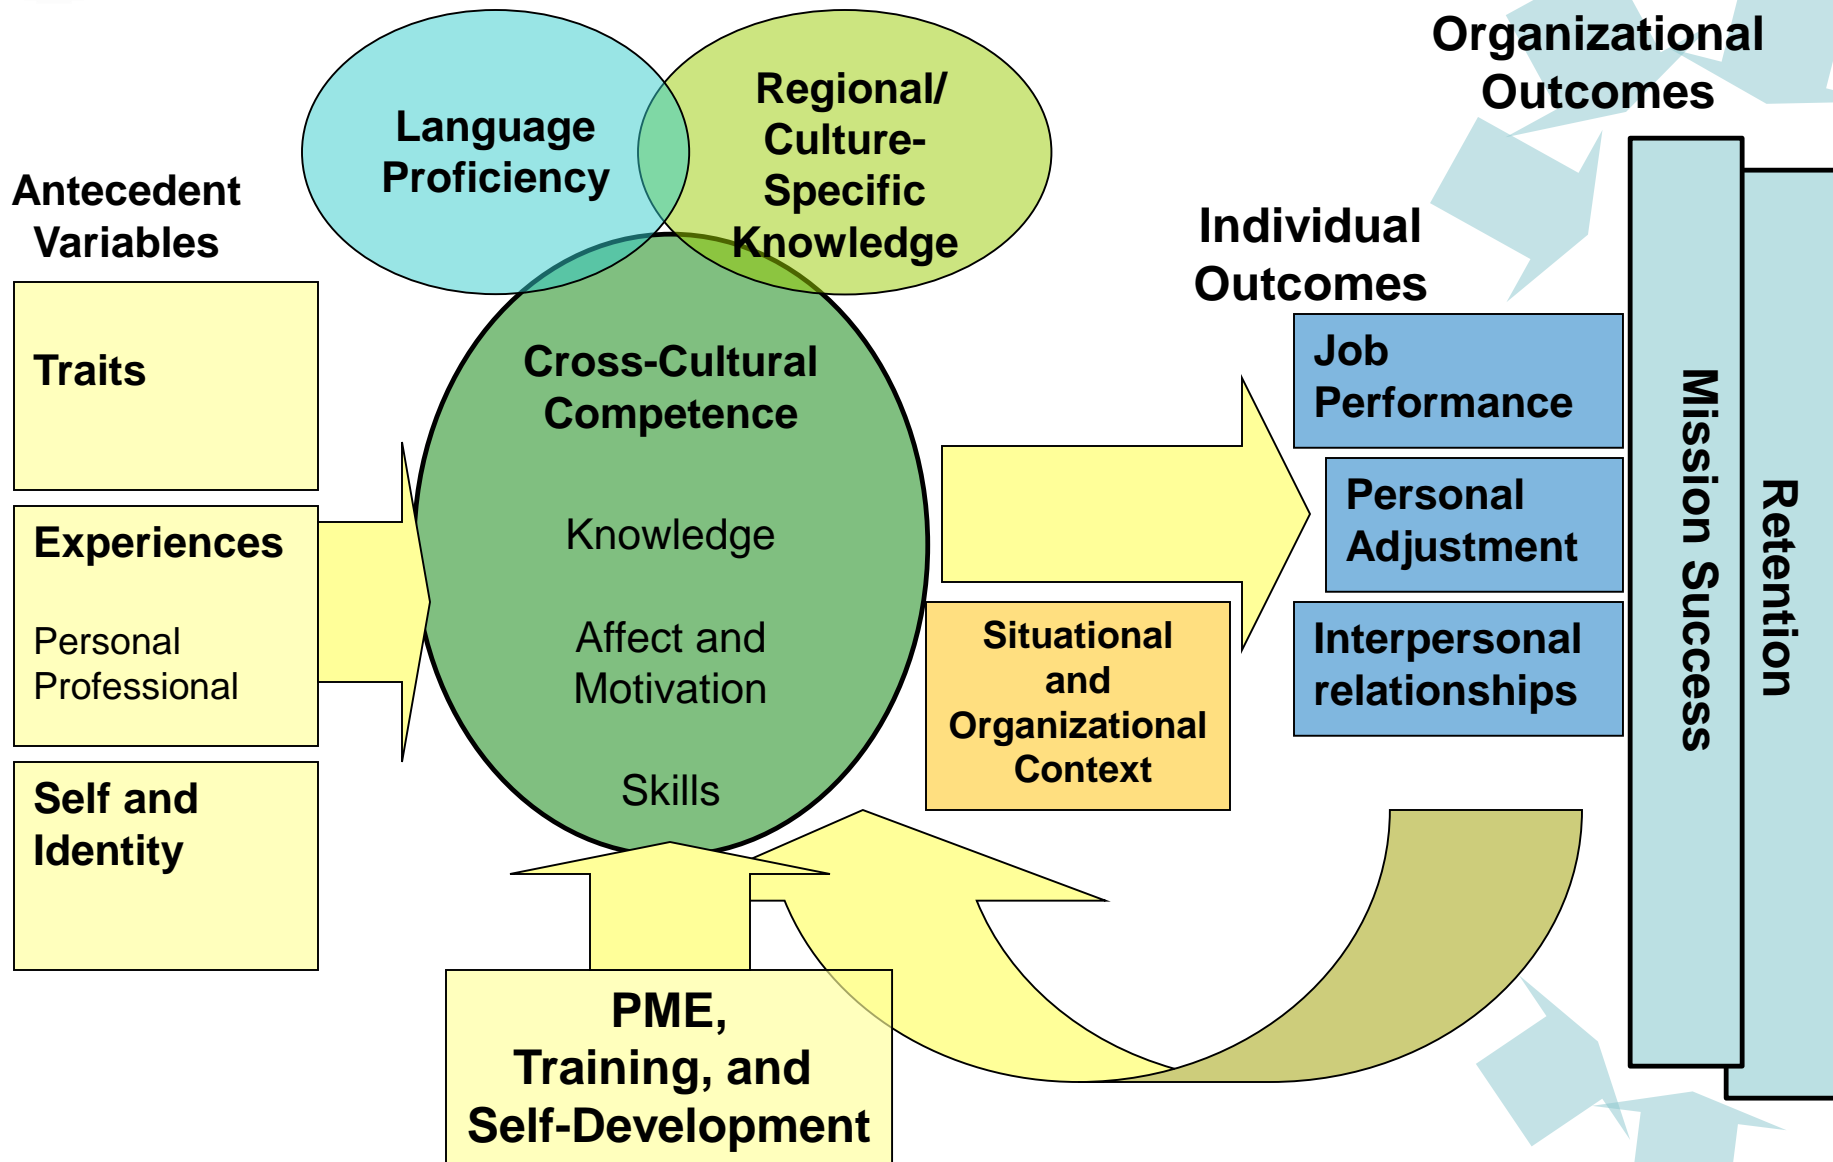 Antecedent
Variables
Traits
Experiences
Personal
Professional
Self and
Identity
Language
Proficiency
Regional/
Culture-
Specific
Knowledge
Cross-Cultural
Competence
Knowledge
Affect and
Motivation
Skills
PME,
Training, and
Self-Development
Situational
and
Organizational
Context
Individual
Outcomes
Job
Performance
Personal
Adjustment
Interpersonal
relationships
Organizational
Outcomes
Mission Success
Retention